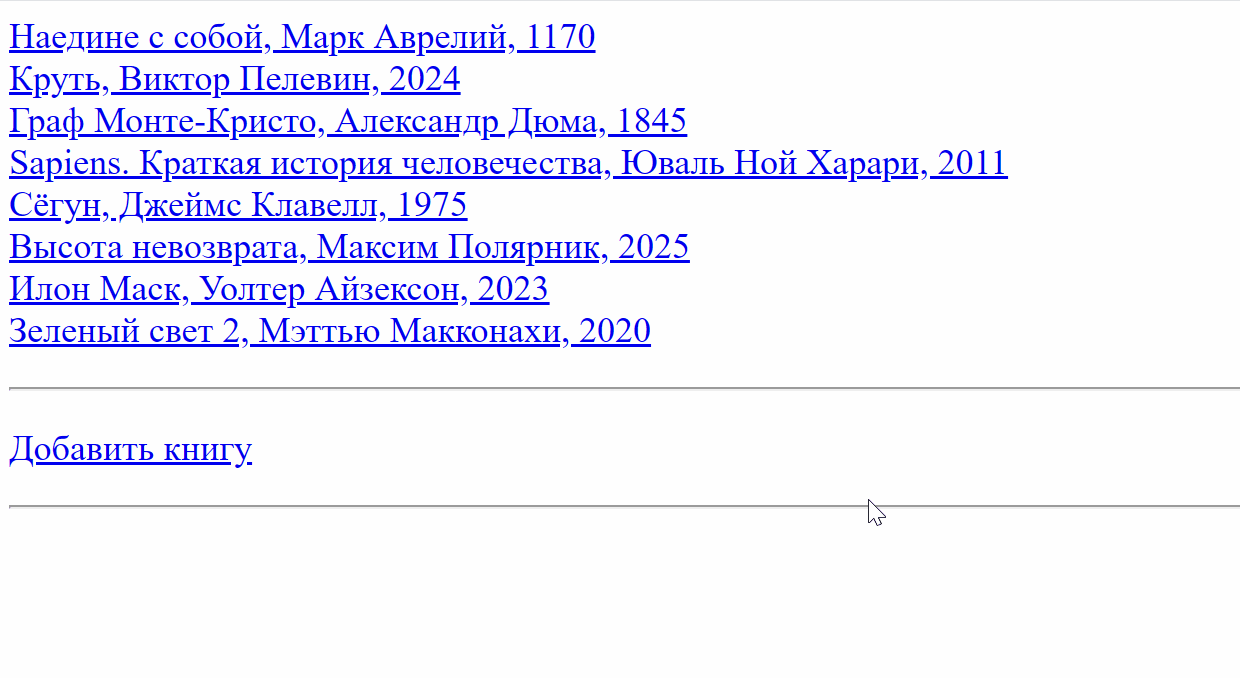 Наедине с собой, Марк Аврелий, 1170
Круть, Виктор Пелевин, 2024
Граф Монте-Кристо, Александр Дюма, 1845
Sapiens. Краткая история человечества, Юваль Ной Харари, 2011
Сёгун, Джеймс Клавелл, 1975
Высота невозврата, Максим Полярник, 2025
Илон Маск, Уолтер Айзексон, 2023
Зеленый свет 2, Мэттью Макконахи, 2020
Добавить книгу